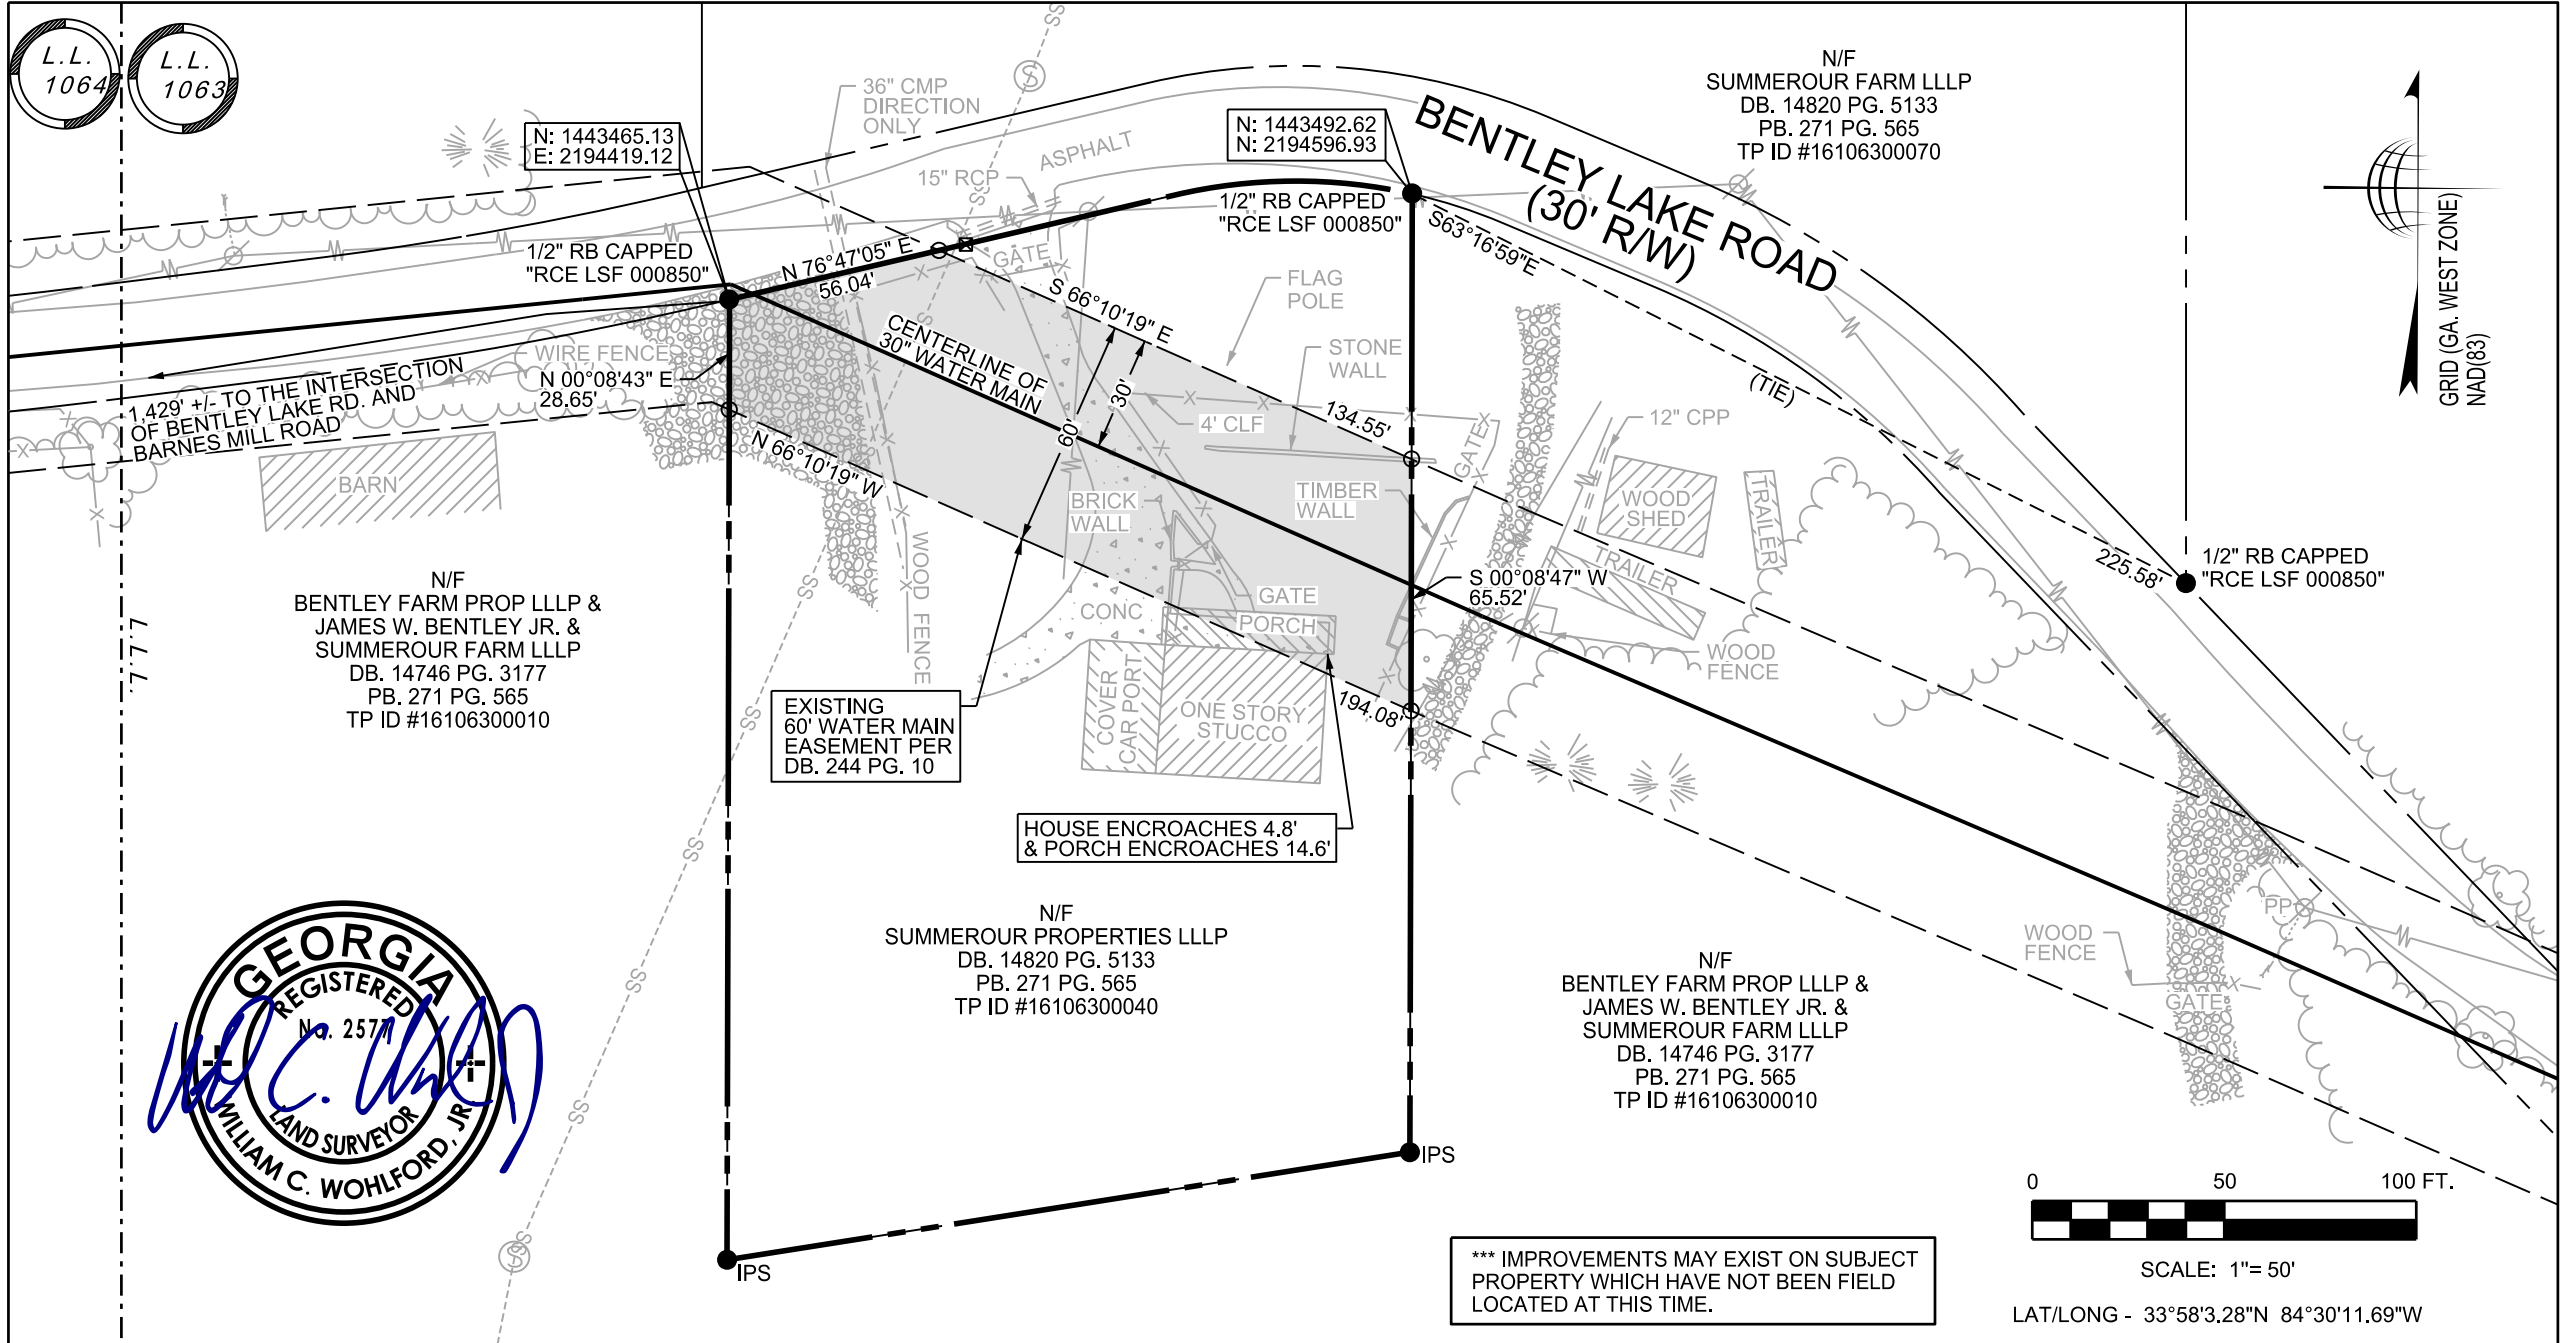 L.L.
1064
L.L.
1063
N: 1443465.13
E: 2194419.12
36" CMP
DIRECTION
ONLY
SS
S
ASPHALT
15" RCP
SS
N: 1443492.62
N: 2194596.93
N/F
SUMMEROUR FARM LLLP
DB. 14820 PG. 5133
PB. 271 PG. 565
TP ID #16106300070
BENTLEY LAKE ROAD
(30' R/W)
GRID (GA. WEST ZONE)
NAD(83)
1/2" RB CAPPED
"RCE LSF 000850"
1/2" RB CAPPED
"RCE LSF 000850"
N 76°47'05" E
56.04'
GATE
S 66°10'19" E
134.55'
FLAG
POLE
S63°16'59"E
(TIE)
225.58'
STONE
WALL
WIRE FENCE
N 00°08'43" E
28.65'
CENTERLINE OF
30" WATER MAIN
30'
60'
4' CLF
GATE
12" CPP
1,429' +/- TO THE INTERSECTION
OF BENTLEY LAKE RD. AND
BARNES MILL ROAD
BARN
N 66°10'19" W
194.08'
BRICK
WALL
TIMBER
WALL
WOOD
SHED
TRAILER
TRAILER
1/2" RB CAPPED
"RCE LSF 000850"
S 00°08'47" W
65.52'
N/F
BENTLEY FARM PROP LLLP &
JAMES W. BENTLEY JR. &
SUMMEROUR FARM LLLP
DB. 14746 PG. 3177
PB. 271 PG. 565
TP ID #16106300010
L.L.L.
SS
WOOD FENCE
CONC
GATE
PORCH
WOOD
FENCE
COVER
CAR PORT
ONE STORY
STUCCO
EXISTING
60' WATER MAIN
EASEMENT PER
DB. 244 PG. 10
SS
HOUSE ENCROACHES 4.8'
& PORCH ENCROACHES 14.6'
SS
N/F
SUMMEROUR PROPERTIES LLLP
DB. 14820 PG. 5133
PB. 271 PG. 565
TP ID #16106300040
SS
PP
WOOD
FENCE
GATE
N/F
BENTLEY FARM PROP LLLP &
JAMES W. BENTLEY JR. &
SUMMEROUR FARM LLLP
DB. 14746 PG. 3177
PB. 271 PG. 565
TP ID #16106300010
GEORGIA
REGISTERED
No. 2577
LAND SURVEYOR
WILLIAM C. WOHLFORD, JR.
SS
SS
S
IPS
IPS
*** IMPROVEMENTS MAY EXIST ON SUBJECT
PROPERTY WHICH HAVE NOT BEEN FIELD
LOCATED AT THIS TIME.
0 50 100 FT.
SCALE: 1"= 50'
LAT/LONG - 33°58'3.28"N 84°30'11.69"W